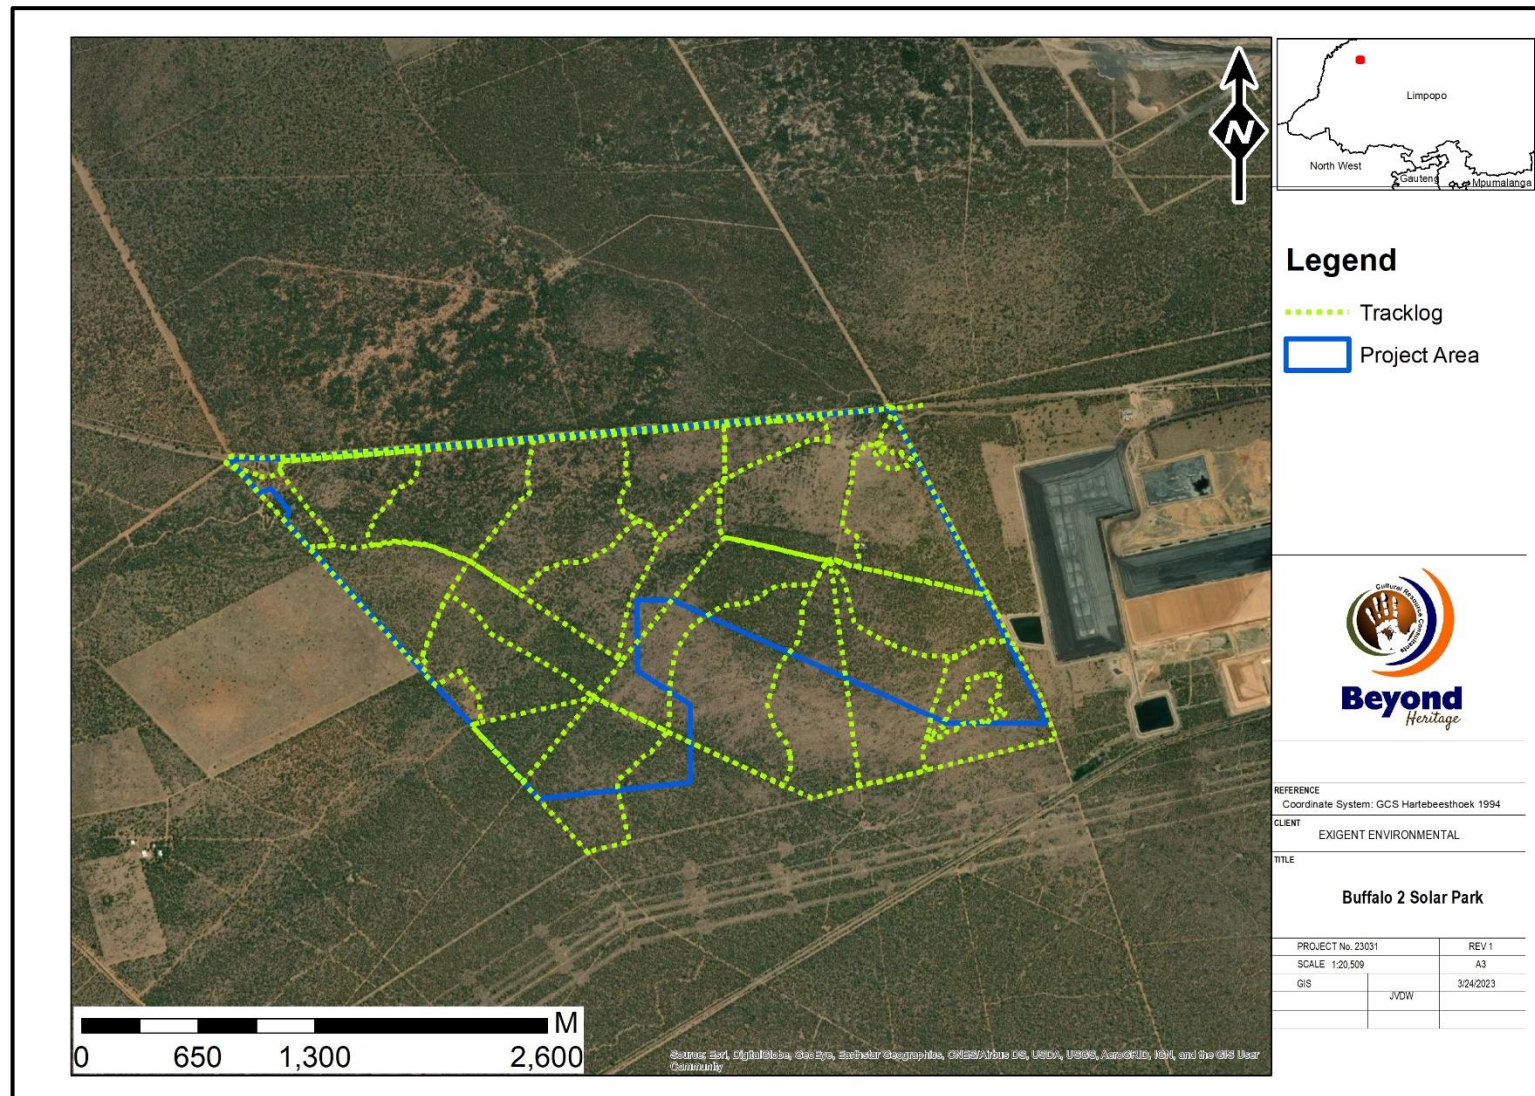 N
Limpopo
North West
Gauteng
Mpumalanga
Legend
Tracklog
Project Area
Cultural Resource Consultants
Beyond
Heritage
REFERENCE
Coordinate System: GCS Hartebeesthoek 1994
CLIENT
EXIGENT ENVIRONMENTAL
TITLE
Buffalo 2 Solar Park
PROJECT No. 23031 REV 1
SCALE 1:20,509 A3
GIS 3/24/2023
JVDW
M
0 650 1,300 2,600
Source: Esri, DigitalGlobe, GeoEye, Earthstar Geographics, CNES/Airbus DS, USDA, USGS, AeroGRID, IGN, and the GIS User
Community